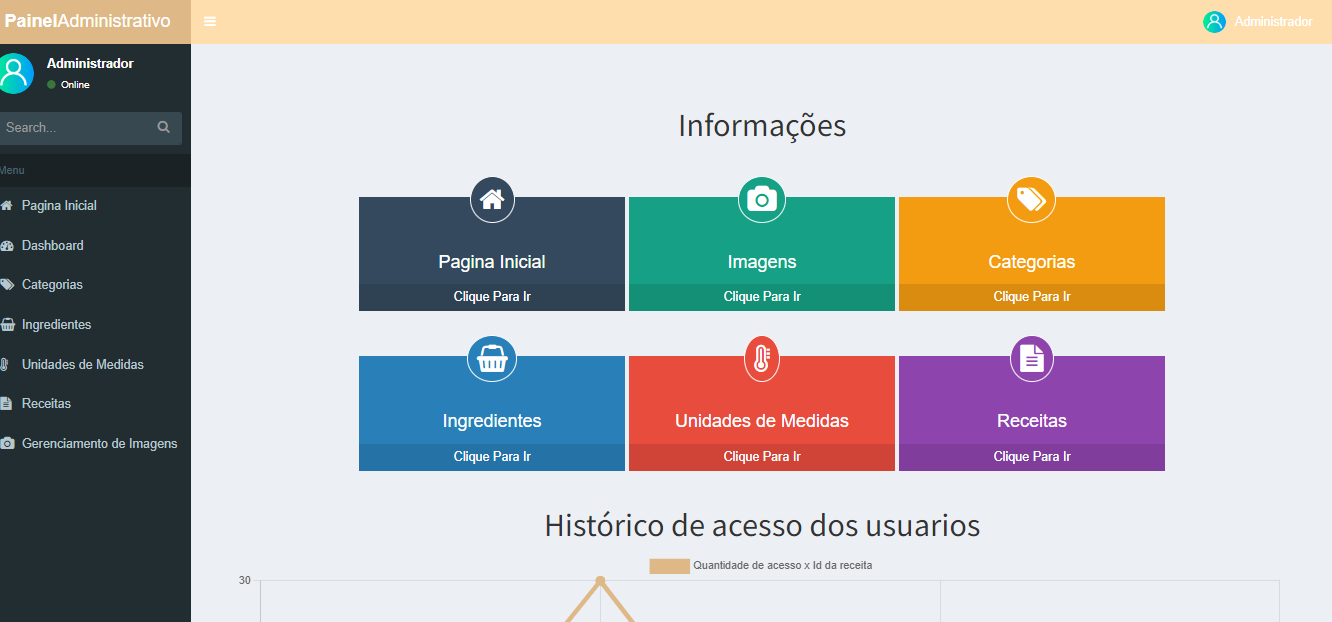 PainelAdministrativo
Administrador
Administrador
Online
Search...
Menu
Pagina Inicial
Dashboard
Categorias
Ingredientes
Unidades de Medidas
Receitas
Gerenciamento de Imagens
Informações
Pagina Inicial
Clique Para Ir
Imagens
Clique Para Ir
Categorias
Clique Para Ir
Ingredientes
Clique Para Ir
Unidades de Medidas
Clique Para Ir
Receitas
Clique Para Ir
Histórico de acesso dos usuarios
Quantidade de acesso x Id da receita
30